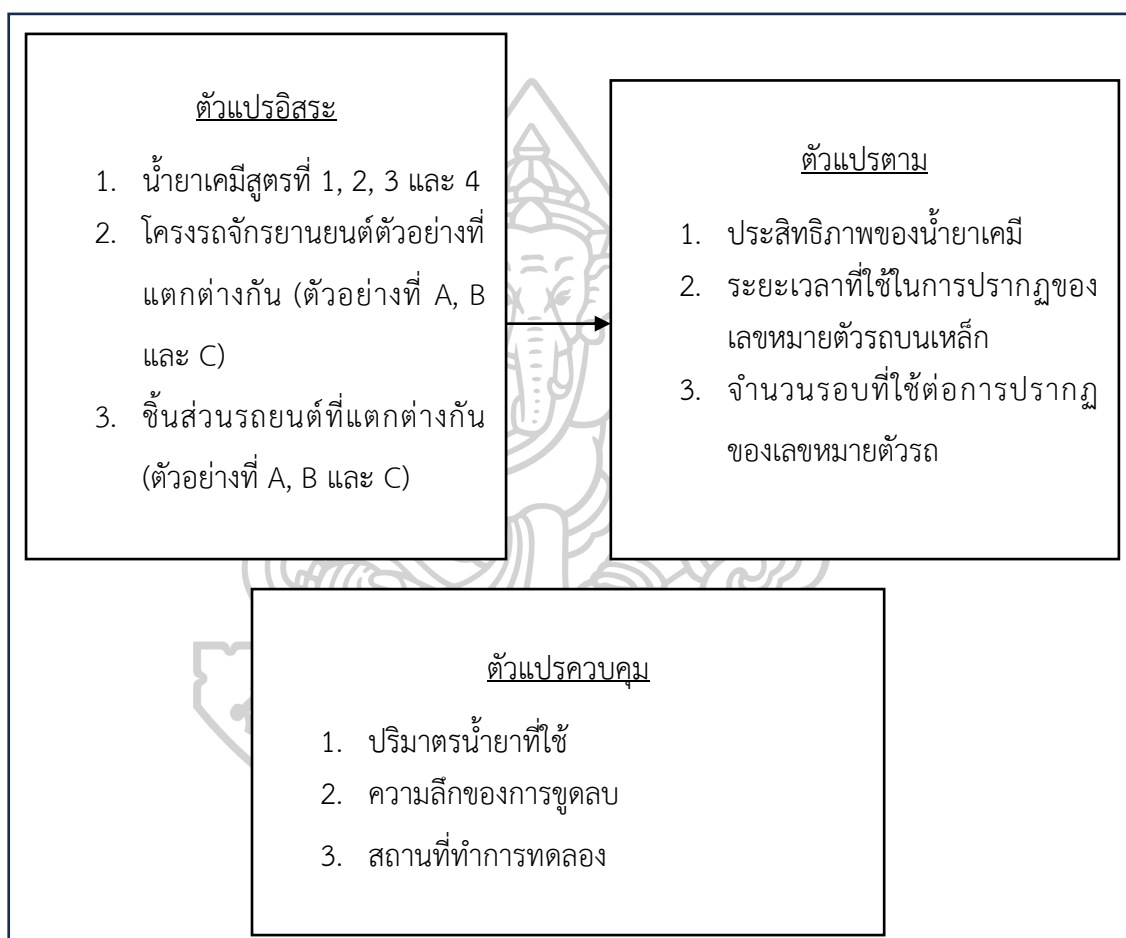 ตัวแปรอิสระ
1. น้ำยาเคมีสูตรที่ 1, 2, 3 และ 4
2. โครงรถจักรยานยนต์ตัวอย่างที่
แตกต่างกัน (ตัวอย่างที่ A, B
และ C)
3. ชิ้นส่วนรถยนต์ที่แตกต่างกัน
(ตัวอย่างที่ A, B และ C)
ตัวแปรตาม
1. ประสิทธิภาพของน้ำยาเคมี
2. ระยะเวลาที่ใช้ในการปรากฏของ
เลขหมายตัวรถบนเหล็ก
3. จำนวนรอบที่ใช้ต่อการปรากฏ
ของเลขหมายตัวรถ
ตัวแปรควบคุม
1. ปริมาตรน้ำยาที่ใช้
2. ความลึกของการขูดลบ
3. สถานที่ทำการทดลอง